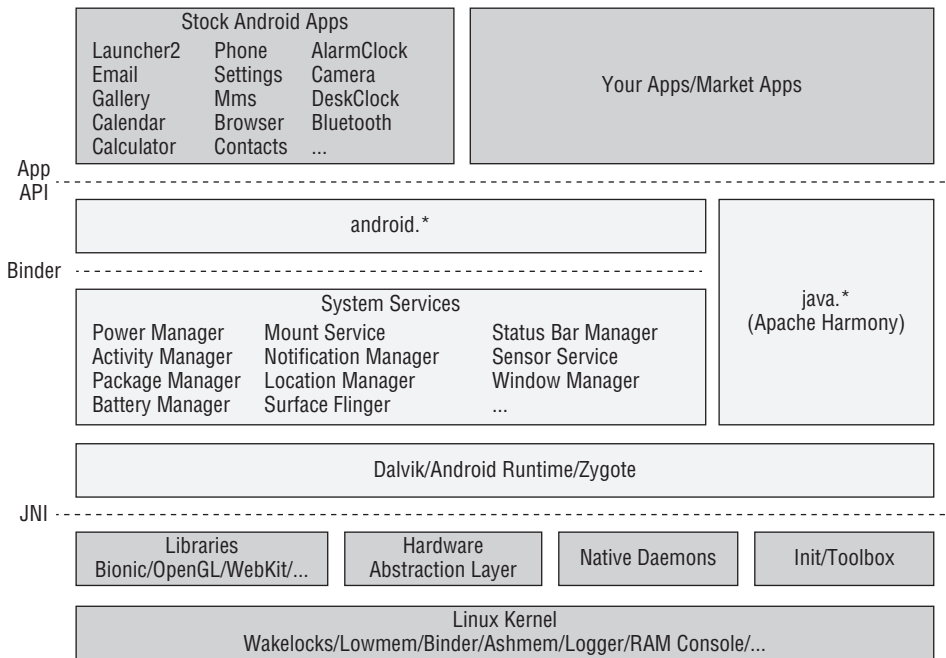 Stock Android Apps
Launcher2 Phone AlarmClock
Email Settings Camera
Gallery Mms DeskClock
Calendar Browser Bluetooth
Calculator Contacts ...
Your Apps/Market Apps
App
API
android.*
Binder
System Services
Power Manager Mount Service Status Bar Manager
Activity Manager Notification Manager Sensor Service
Package Manager Location Manager Window Manager
Battery Manager Surface Flinger ...
java.*
(Apache Harmony)
Dalvik/Android Runtime/Zygote
JNI
Libraries
Bionic/OpenGL/WebKit/...
Hardware
Abstraction Layer
Native Daemons
Init/Toolbox
Linux Kernel
Wakelocks/Lowmem/Binder/Ashmem/Logger/RAM Console/...